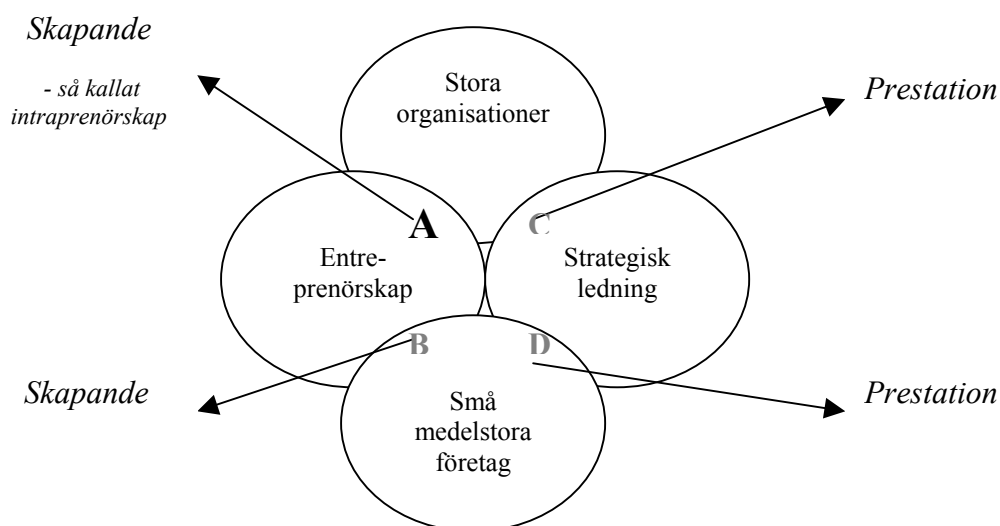 Skapande
- så kallat
intraprenörskap
Stora
organisationer
Prestation
A
C
Entre-
prenörskap
Strategisk
ledning
B
D
Skapande
Små
medelstora
företag
Prestation